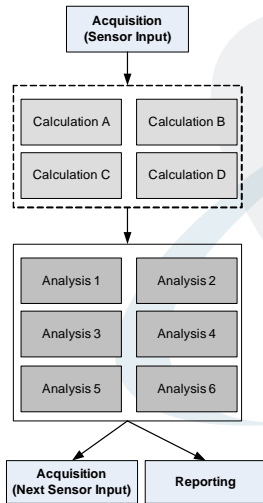 Acquisition
(Sensor Input)
Calculation A
Calculation B
Calculation C
Calculation D
Analysis 1
Analysis 2
Analysis 3
Analysis 4
Analysis 5
Analysis 6
Acquisition
(Next Sensor Input)
Reporting